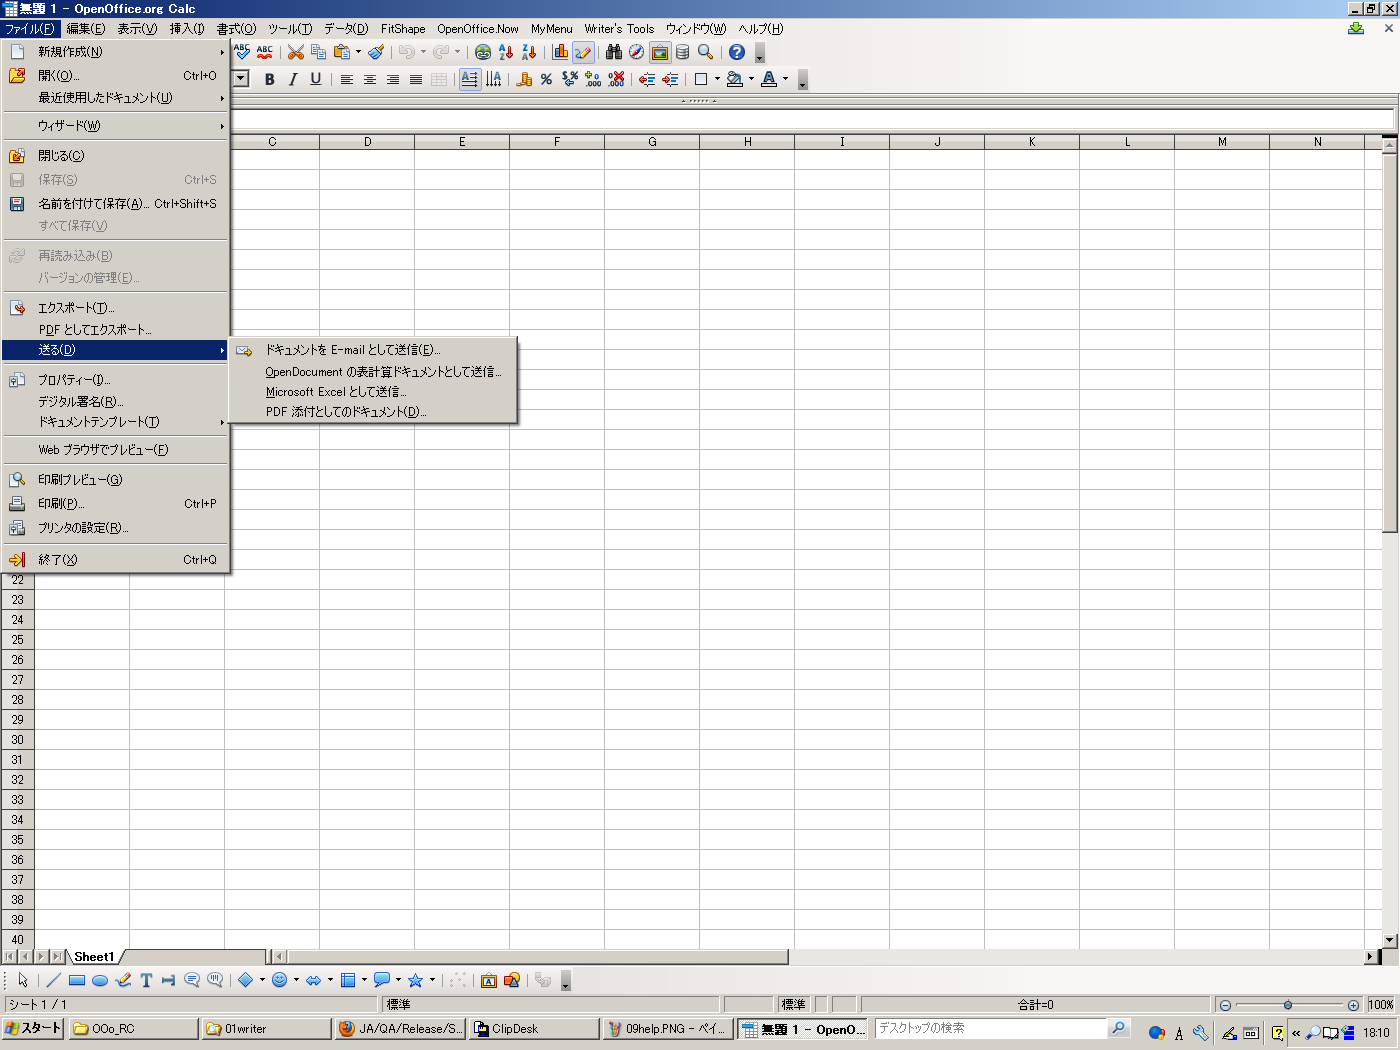 無題 1 - OpenOffice.org Calc
ファイル(F) 編集(E) 表示(V) 挿入(I) 書式(O) ツール(T) データ(D) FitShape OpenOffice.Now MyMenu Writer's Tools ウィンドウ(W) ヘルプ(H)
新規作成(N)
開く(O)... Ctrl+O
最近使用したドキュメント(U)
ウィザード(W)
閉じる(C)
保存(S) Ctrl+S
名前を付けて保存(A)... Ctrl+Shift+S
すべて保存(V)
再読み込み(B)
バージョンの管理(E)...
エクスポート(T)...
PDF としてエクスポート...
送る(D)
ドキュメントを E-mail として送信(E)...
OpenDocument の表計算ドキュメントとして送信...
Microsoft Excel として送信...
PDF 添付としてのドキュメント(D)...
プロパティー(I)...
デジタル署名(R)...
ドキュメントテンプレート(T)
Web ブラウザでプレビュー(F)
印刷プレビュー(G)
印刷(P)... Ctrl+P
プリンタの設定(R)...
終了(X) Ctrl+Q
C D E F G H I J K L M N
22
23
24
25
26
27
28
29
30
31
32
33
34
35
36
37
38
39
40
Sheet1
シート 1 / 1 標準 標準 合計=0 100%
スタート OOo_RC 01writer JA/QA/Release/S... ClipDesk 09help.PNG - ペイ... 無題 1 - OpenO... デスクトップの検索 A « 18:10